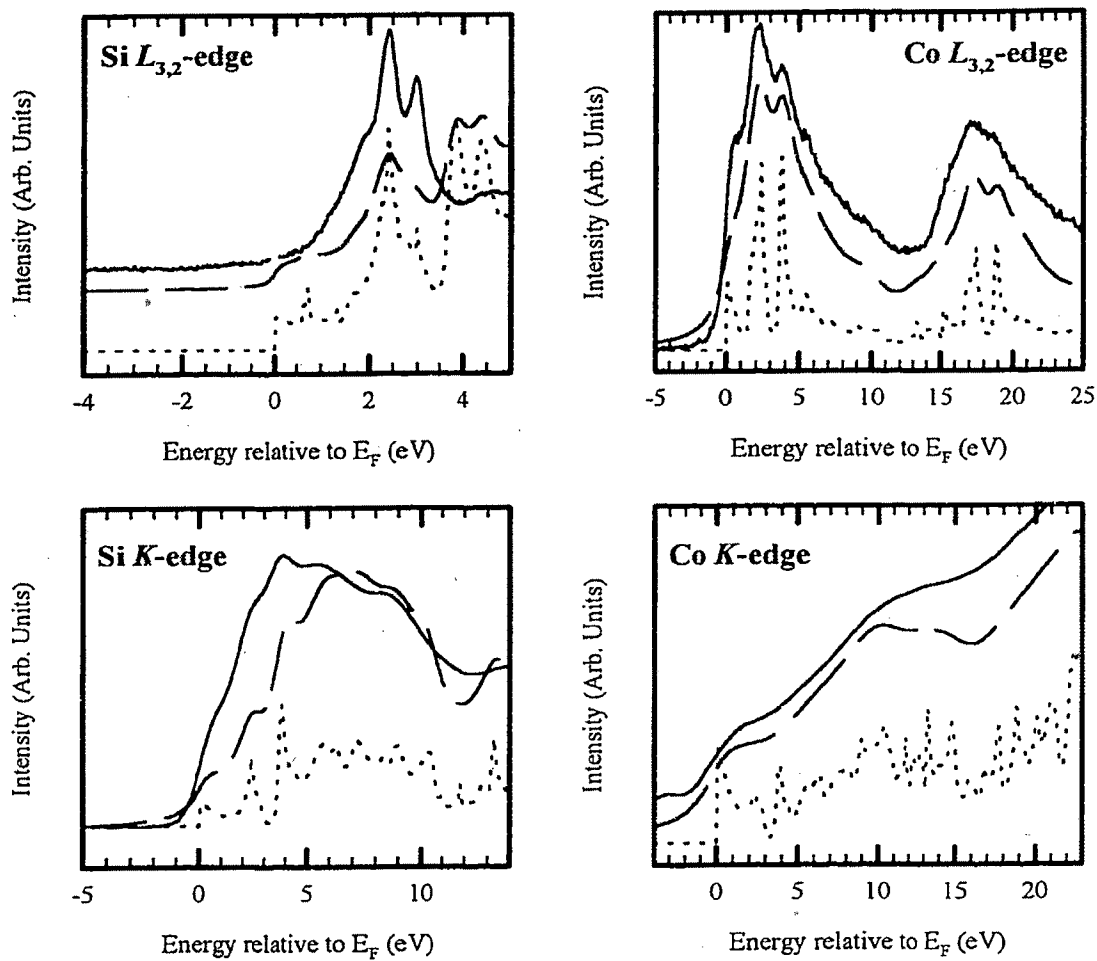 Si L3,2-edge
Intensity (Arb. Units)
-4 -2 0 2 4
Energy relative to EF (eV)
Co L3,2-edge
Intensity (Arb. Units)
-5 0 5 10 15 20 25
Energy relative to EF (eV)
Si K-edge
Intensity (Arb. Units)
-5 0 5 10
Energy relative to EF (eV)
Co K-edge
Intensity (Arb. Units)
0 5 10 15 20
Energy relative to EF (eV)